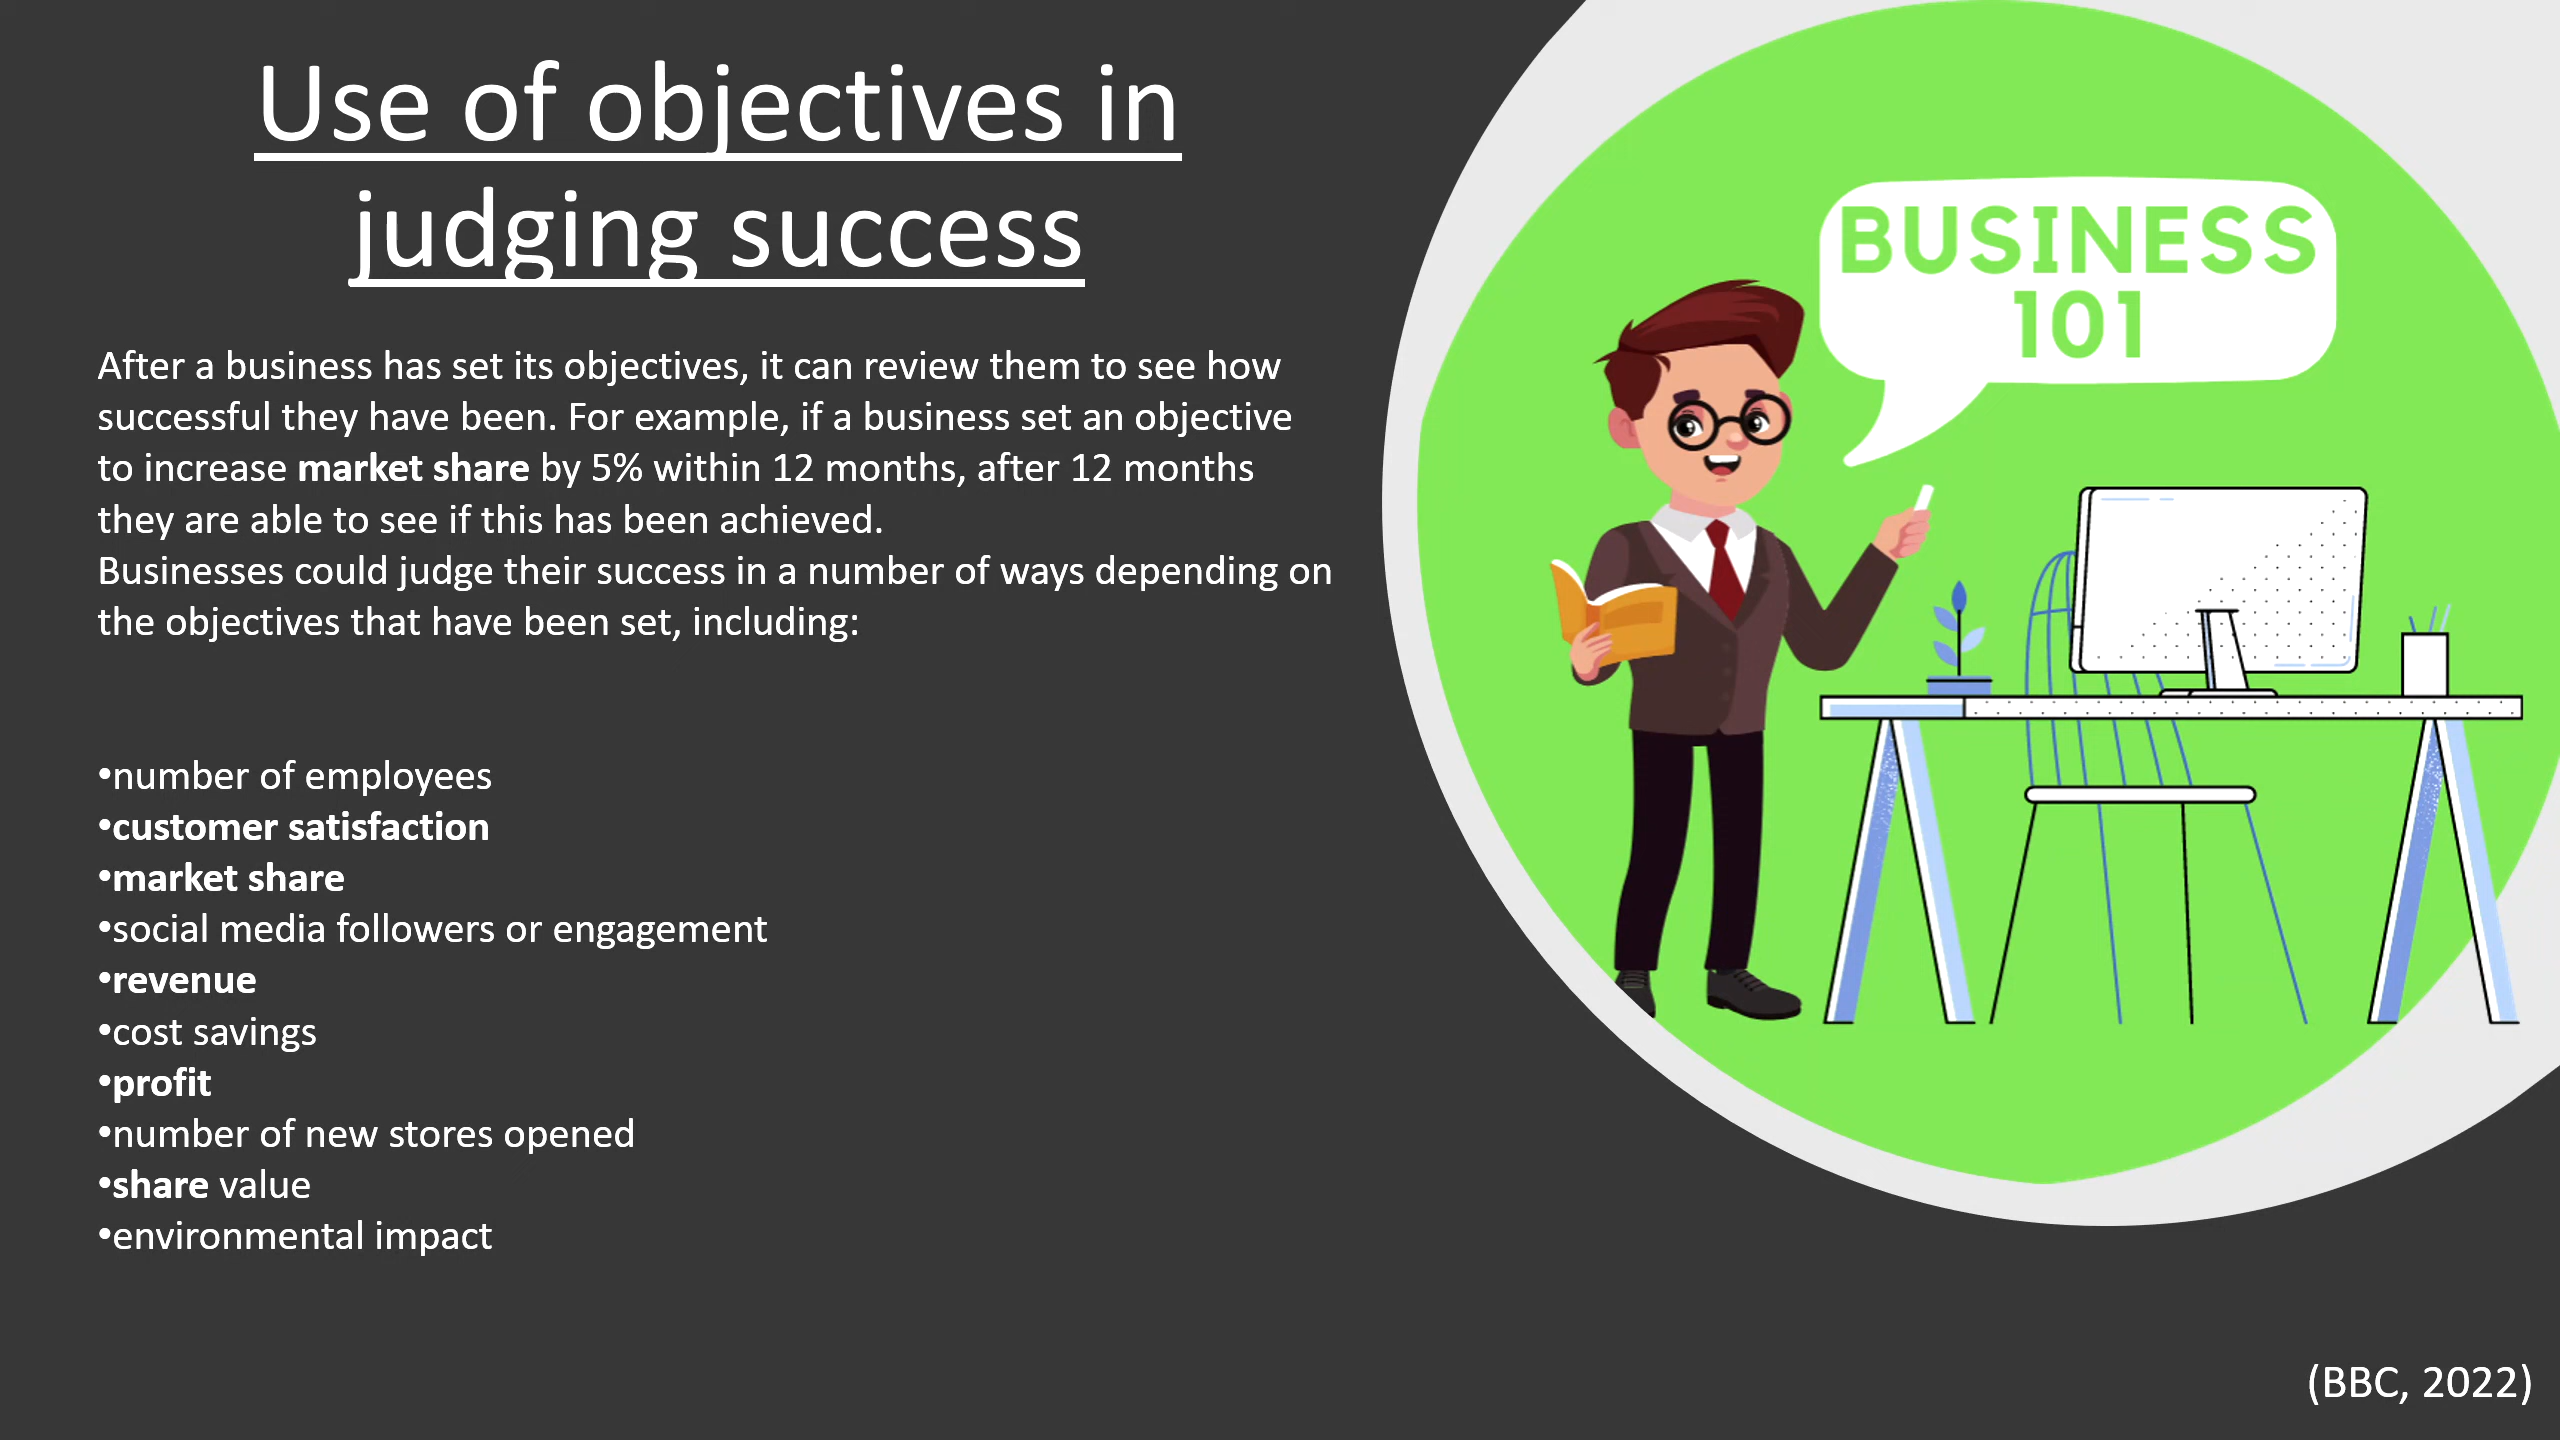 Use of objectives in
judging success
After a business has set its objectives, it can review them to see how
successful they have been. For example, if a business set an objective
to increase market share by 5% within 12 months, after 12 months
they are able to see if this has been achieved.
Businesses could judge their success in a number of ways depending on
the objectives that have been set, including:
•number of employees
•customer satisfaction
•market share
•social media followers or engagement
•revenue
•cost savings
•profit
•number of new stores opened
•share value
•environmental impact
BUSINESS
101
(BBC, 2022)